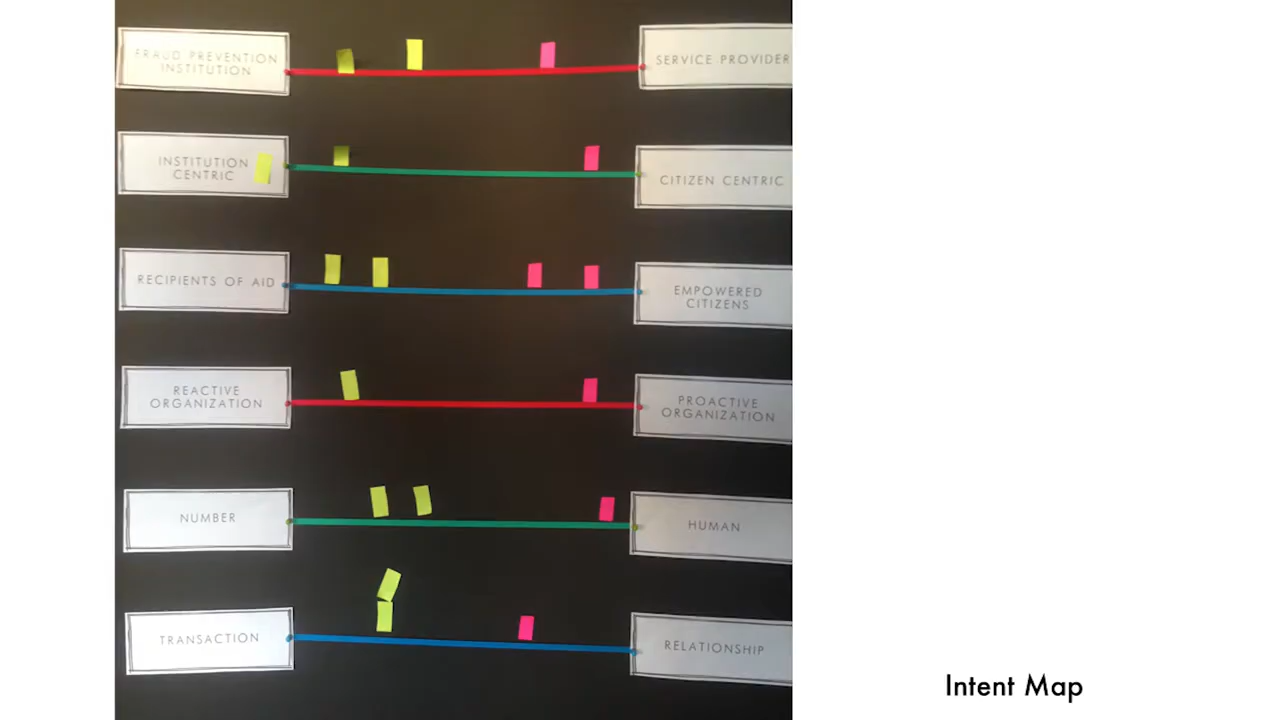 FRAUD PREVENTION
INSTITUTION
SERVICE PROVIDER
INSTITUTION
CENTRIC
CITIZEN CENTRIC
RECIPIENTS OF AID
EMPOWERED
CITIZENS
REACTIVE
ORGANIZATION
PROACTIVE
ORGANIZATION
NUMBER
HUMAN
TRANSACTION
RELATIONSHIP
Intent Map